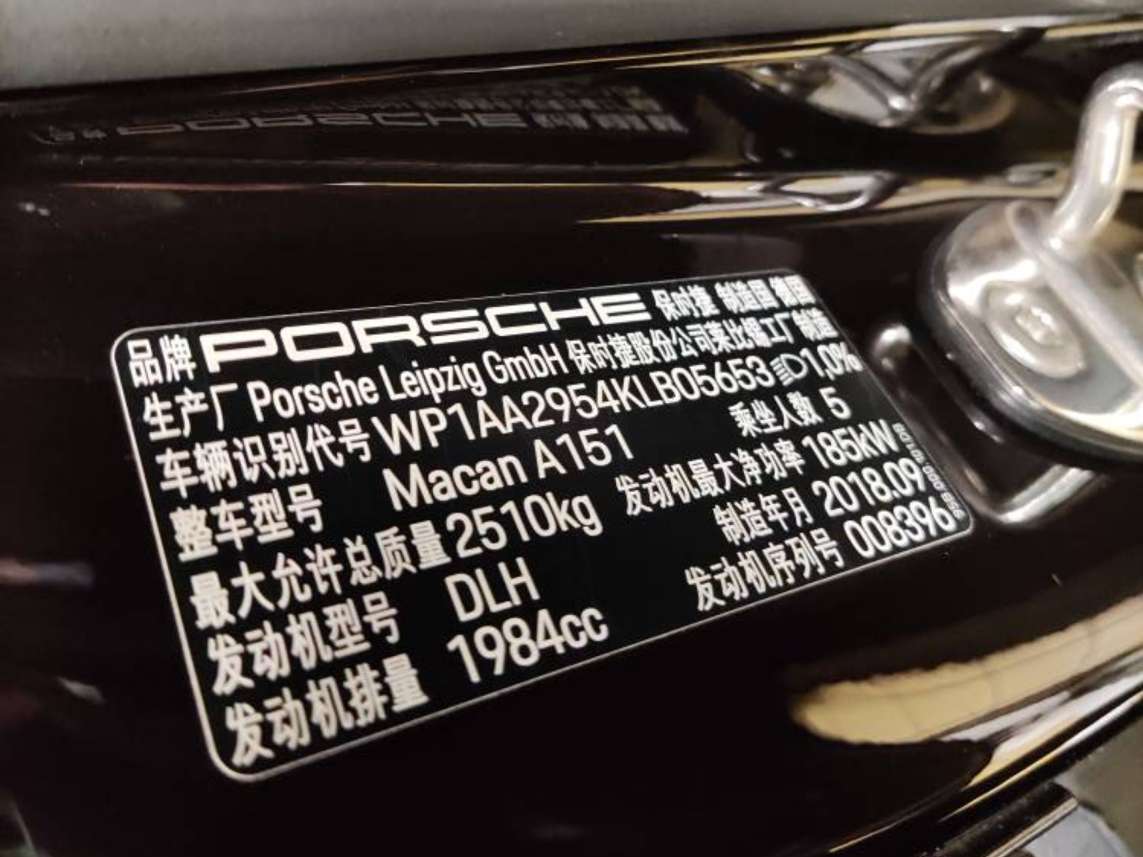 品牌 PORSCHE 保时捷 制造国 德国
生产厂 Porsche Leipzig GmbH 保时捷股份公司莱比锡工厂制造
车辆识别代号 WP1AA2954KLB05653 1,0%
整车型号 Macan A151 乘坐人数 5
最大允许总质量 2510kg 发动机最大净功率 185kW
发动机型号 DLH 制造年月 2018.09
发动机排量 1984cc 发动机序列号 008396